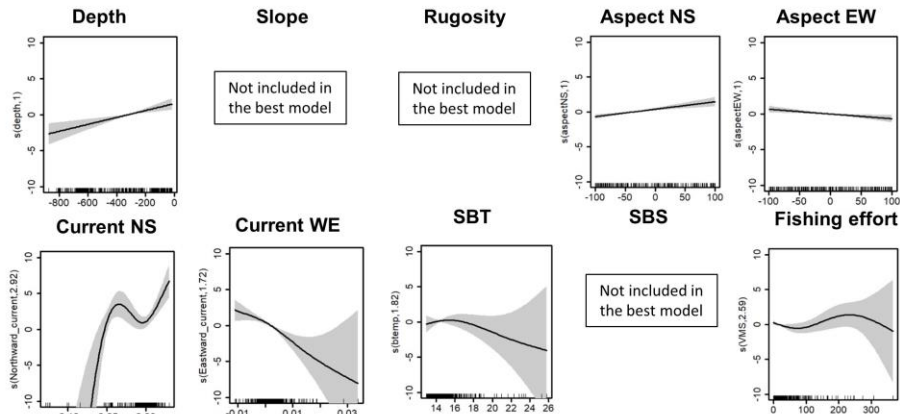 Depth
Slope
Rugosity
Aspect NS
Aspect EW
s(depth,1)
10
5
0
-5
-10
-800
-600
-400
-200
0
Not included in
the best model
Not included in
the best model
s(aspectNS,1)
10
5
0
-5
-10
-100
-50
0
50
100
s(aspectEW,1)
10
5
0
-5
-10
-100
-50
0
50
100
Current NS
Current WE
SBT
SBS
Fishing effort
s(Northward_current,2.92)
10
5
0
-5
-10
s(Eastward_current,1.72)
10
5
0
-5
-10
-0.01
0.01
0.03
s(btemp,1.82)
10
5
0
-5
-10
14
16
18
20
22
24
26
Not included in
the best model
s(VMS,2.59)
10
5
0
-5
-10
0
100
200
300